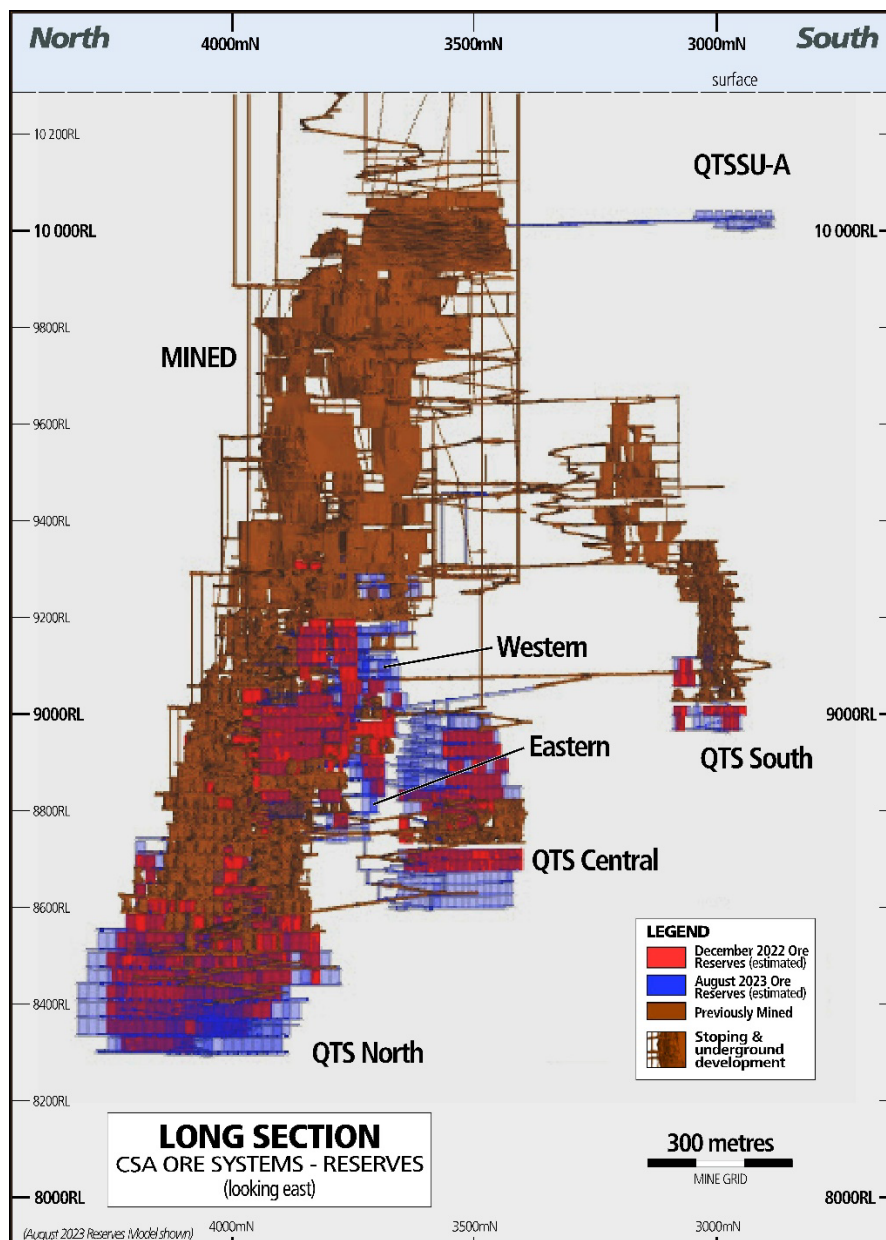 North
4000mN
3500mN
3000mN
South
surface
10 200RL
QTSSU-A
10 000RL
10 000RL
9800RL
MINED
9600RL
9400RL
9200RL
Western
9000RL
9000RL
Eastern
QTS South
8800RL
QTS Central
8600RL
LEGEND
December 2022 Ore
Reserves (estimated)
August 2023 Ore
Reserves (estimated)
Previously Mined
Stoping &
underground
development
8400RL
QTS North
8200RL
LONG SECTION
CSA ORE SYSTEMS - RESERVES
(looking east)
300 metres
MINE GRID
8000RL
8000RL
(August 2023 Reserves Model shown)
4000mN
3500mN
3000mN